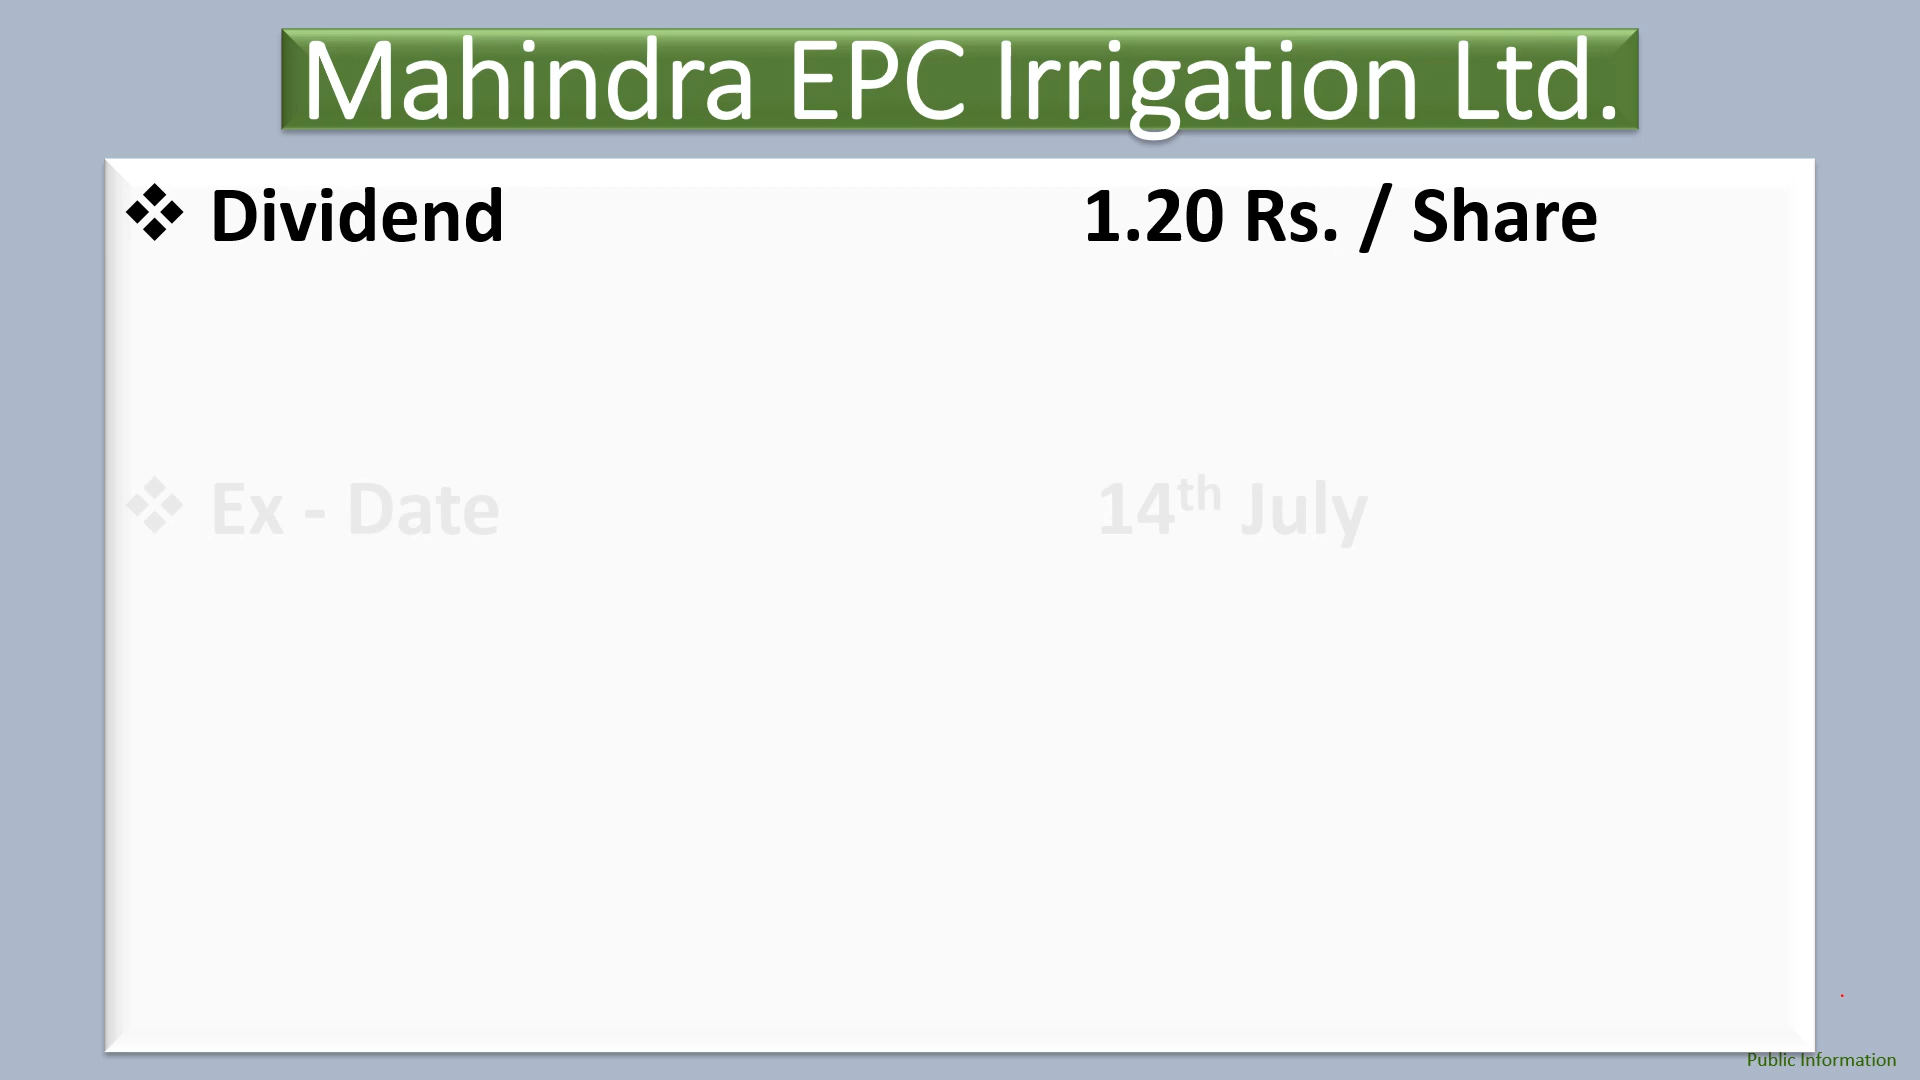 Mahindra EPC Irrigation Ltd.
❖ Dividend 1.20 Rs. / Share
❖ Ex - Date 14th July
Public Information